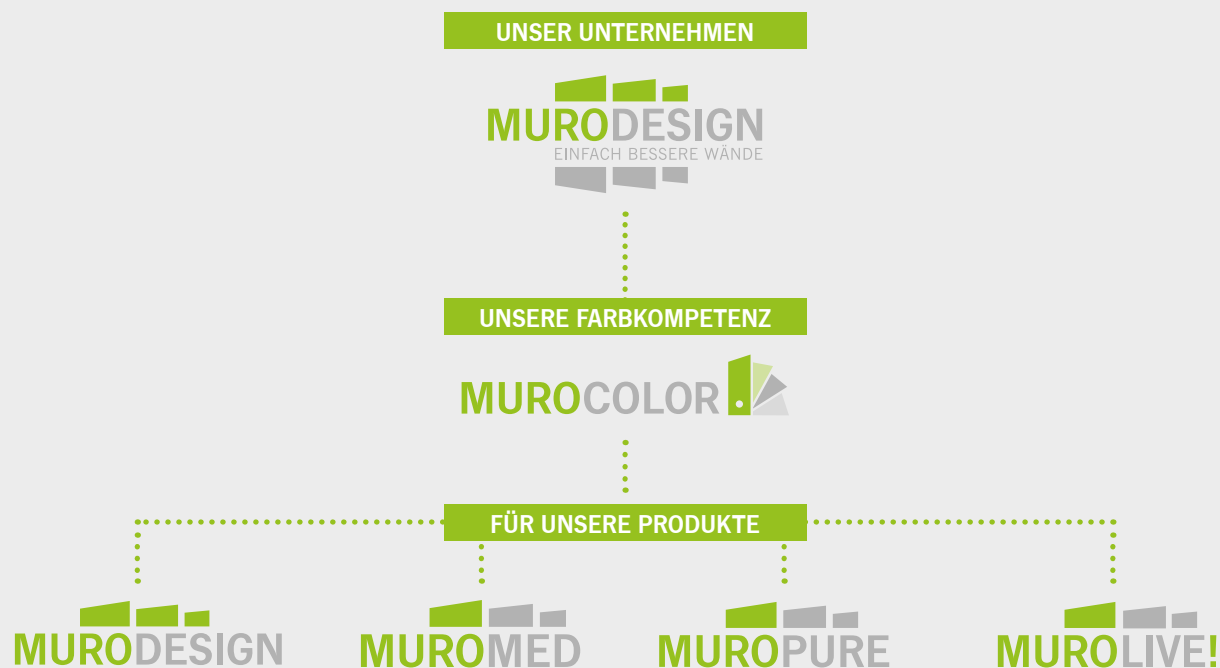 UNSER UNTERNEHMEN
MURODESIGN
EINFACH BESSERE WÄNDE
UNSERE FARBKOMPETENZ
MUROCOLOR
FÜR UNSERE PRODUKTE
MURODESIGN
MUROMED
MUROPURE
MUROLIVE!